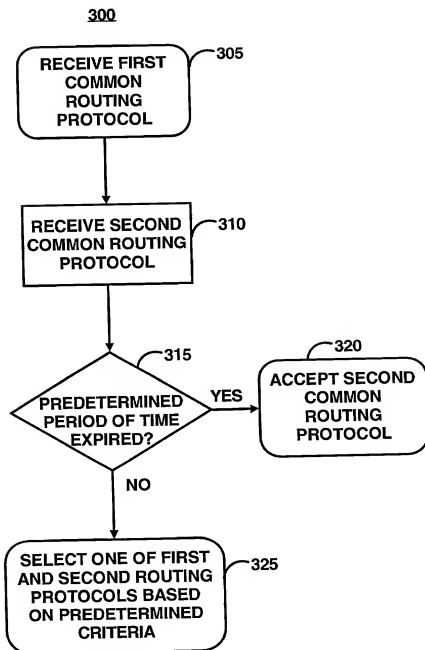 300
RECEIVE FIRST
COMMON
ROUTING
PROTOCOL
305
RECEIVE SECOND
COMMON ROUTING
PROTOCOL
310
315
PREDETERMINED
PERIOD OF TIME
EXPIRED?
YES
320
ACCEPT SECOND
COMMON
ROUTING
PROTOCOL
NO
SELECT ONE OF FIRST
AND SECOND ROUTING
PROTOCOLS BASED
ON PREDETERMINED
CRITERIA
325